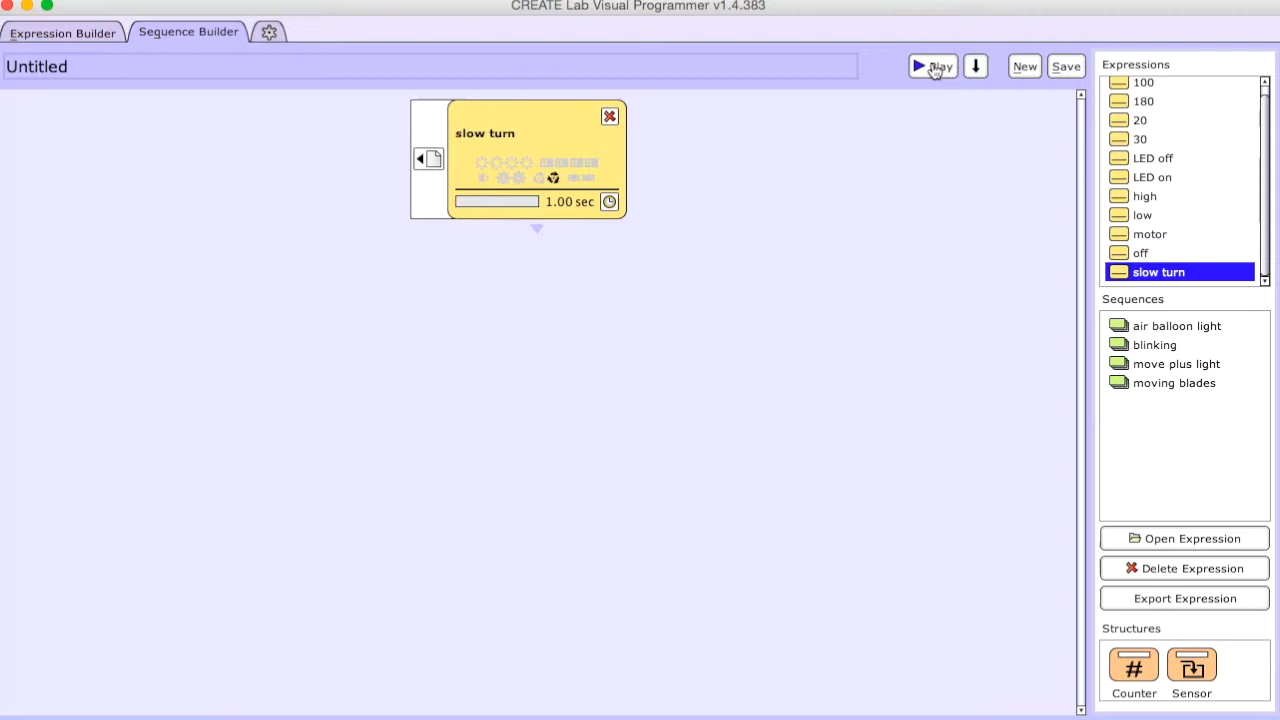 CREATE Lab Visual Programmer v1.4.383
Expression Builder
Sequence Builder
Untitled
Play
New
Save
slow turn
1.00 sec
Expressions
100
180
20
30
LED off
LED on
high
low
motor
off
slow turn
Sequences
air balloon light
blinking
move plus light
moving blades
Open Expression
Delete Expression
Export Expression
Structures
#
Counter
Sensor